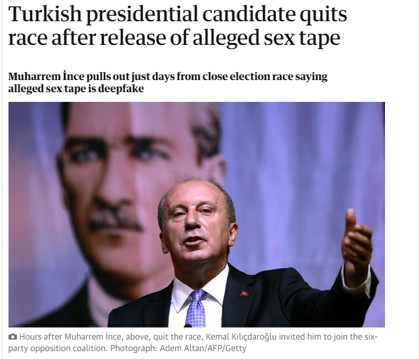 Turkish presidential candidate quits
race after release of alleged sex tape
Muharrem İnce pulls out just days from close election race saying
alleged sex tape is deepfake
Hours after Muharrem İnce, above, quit the race, Kemal Kılıçdaroğlu invited him to join the six-
party opposition coalition. Photograph: Adem Altan/AFP/Getty